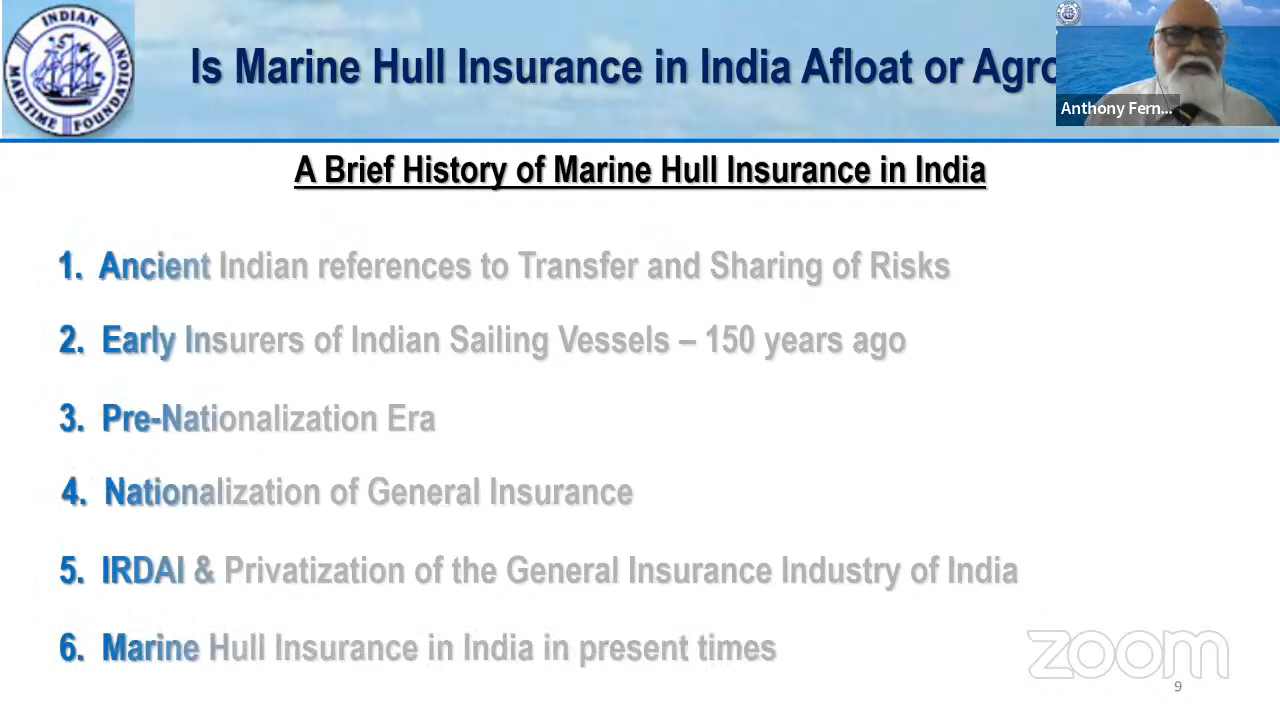 INDIAN
MARITIME FOUNDATION
Is Marine Hull Insurance in India Afloat or
Anthony Fern...
A Brief History of Marine Hull Insurance in India
1. Ancient Indian references to Transfer and Sharing of Risks
2. Early Insurers of Indian Sailing Vessels – 150 years ago
3. Pre-Nationalization Era
4. Nationalization of General Insurance
5. IRDAI & Privatization of the General Insurance Industry of India
6. Marine Hull Insurance in India in present times
zoom
9